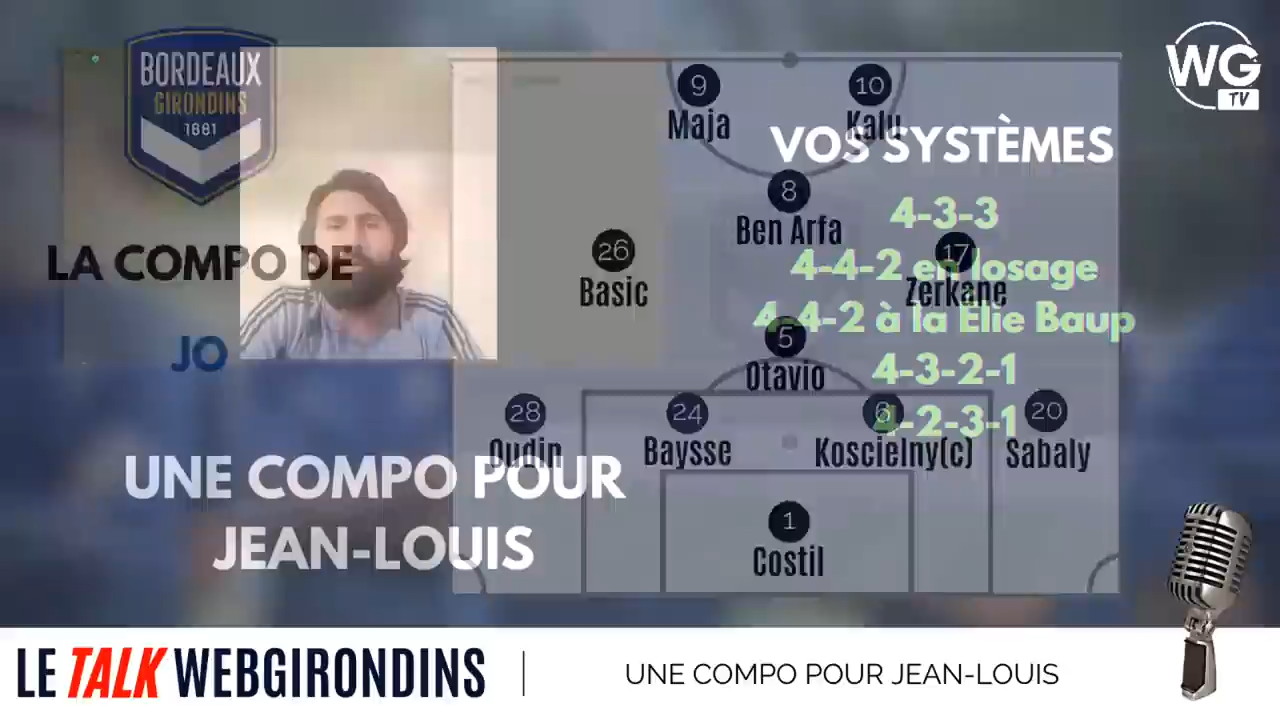 BORDEAUX
GIRONDINS
1881
WG
TV
LA COMPO DE
JO
UNE COMPO POUR
JEAN-LOUIS
9
Maja
10
Kalu
8
Ben Arfa
26
Basic
17
Zerkane
5
Otavio
28
Oudin
24
Baysse
6
Koscielny(c)
20
Sabaly
1
Costil
VOS SYSTÈMES
4-3-3
4-4-2 en losage
4-4-2 à la Elie Baup
4-3-2-1
4-2-3-1
LE TALK WEBGIRONDINS
UNE COMPO POUR JEAN-LOUIS